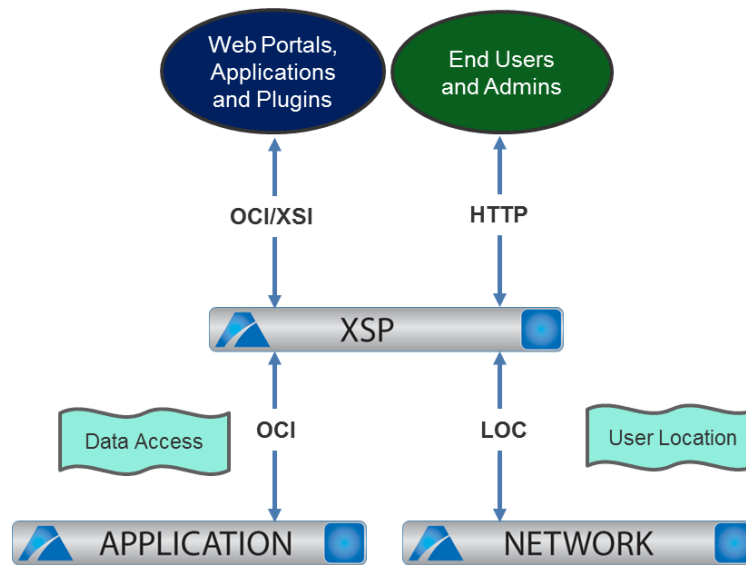 Web Portals,
Applications
and Plugins
End Users
and Admins
OCI/XSI
HTTP
XSP
Data Access
OCI
LOC
User Location
APPLICATION
NETWORK